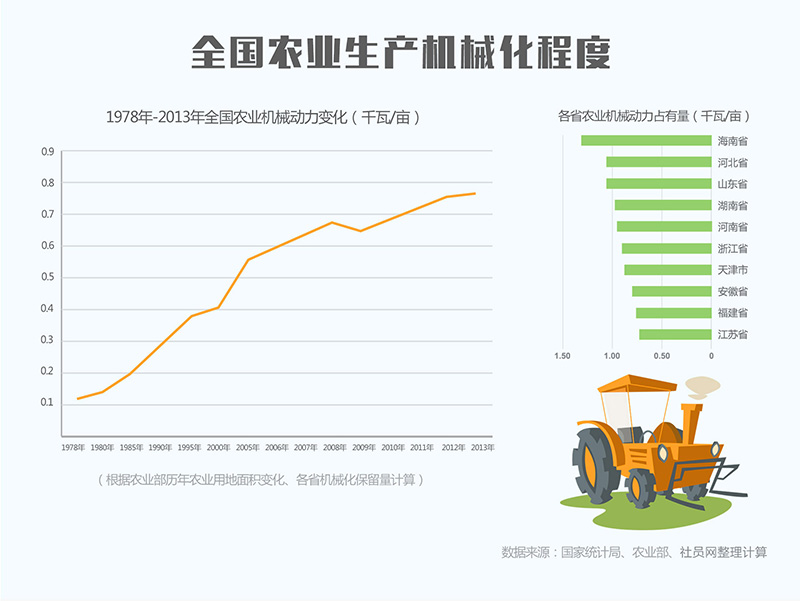 全国农业生产机械化程度
1978年-2013年全国农业机械动力变化（千瓦/亩）
0.9
0.8
0.7
0.6
0.5
0.4
0.3
0.2
0.1
1978年 1980年 1985年 1990年 1995年 2000年 2005年 2006年 2007年 2008年 2009年 2010年 2011年 2012年 2013年
（根据农业部历年农业用地面积变化、各省机械化保留量计算）
各省农业机械动力占有量（千瓦/亩）
海南省
河北省
山东省
湖南省
河南省
浙江省
天津市
安徽省
福建省
江苏省
1.50 1.00 0.50 0
数据来源：国家统计局、农业部、社员网整理计算